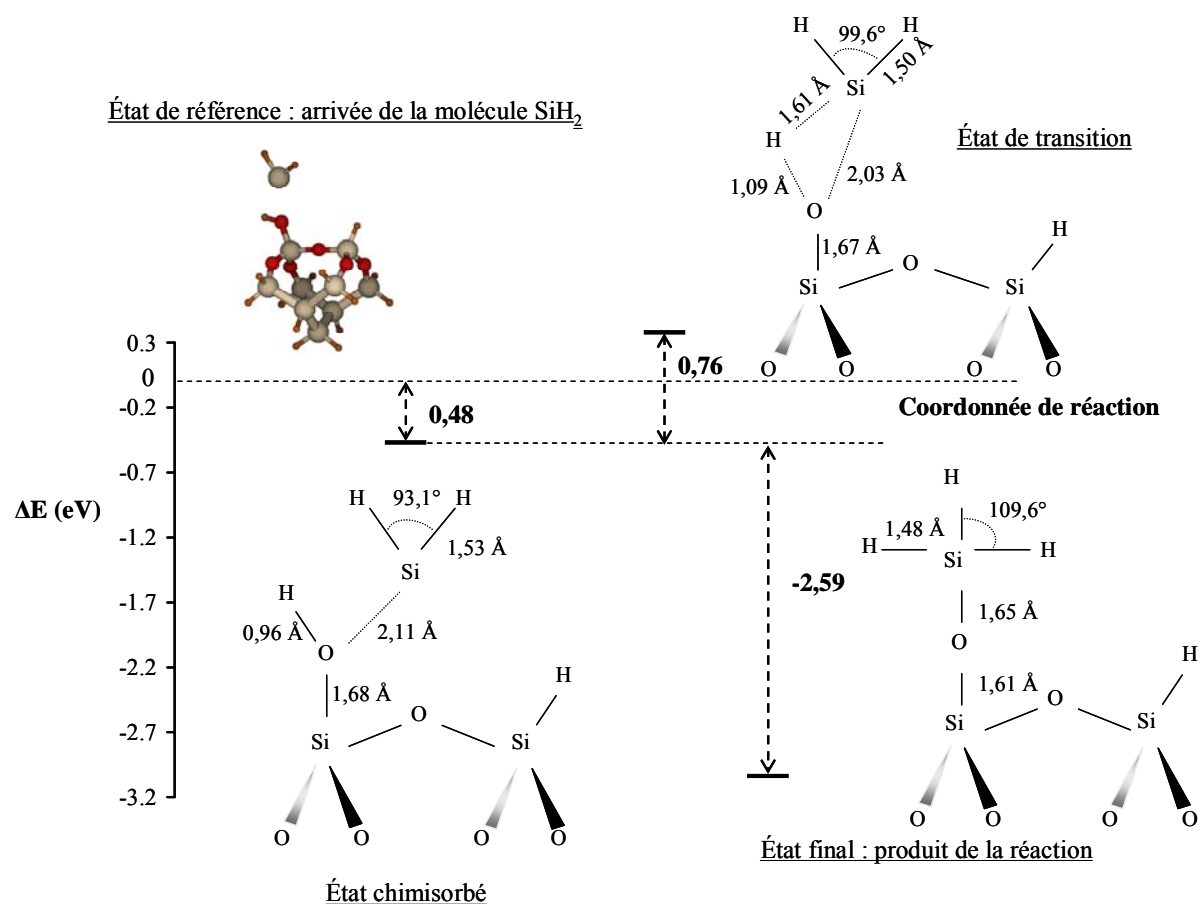 État de référence : arrivée de la molécule SiH2
H
99,6°
H
1,50 Å
Si
1,61 Å
H
État de transition
1,09 Å
2,03 Å
O
1,67 Å
H
O
Si
Si
O
O
O
O
0.3
0
-0.2
-0.7
-1.2
-1.7
-2.2
-2.7
-3.2
ΔE (eV)
0,48
0,76
-2,59
Coordonnée de réaction
H
93,1°
H
1,53 Å
Si
H
0,96 Å
2,11 Å
O
1,68 Å
H
O
Si
Si
O
O
O
O
État chimisorbé
H
1,48 Å
109,6°
H
Si
H
1,65 Å
O
H
1,61 Å
O
Si
Si
O
O
O
O
État final : produit de la réaction